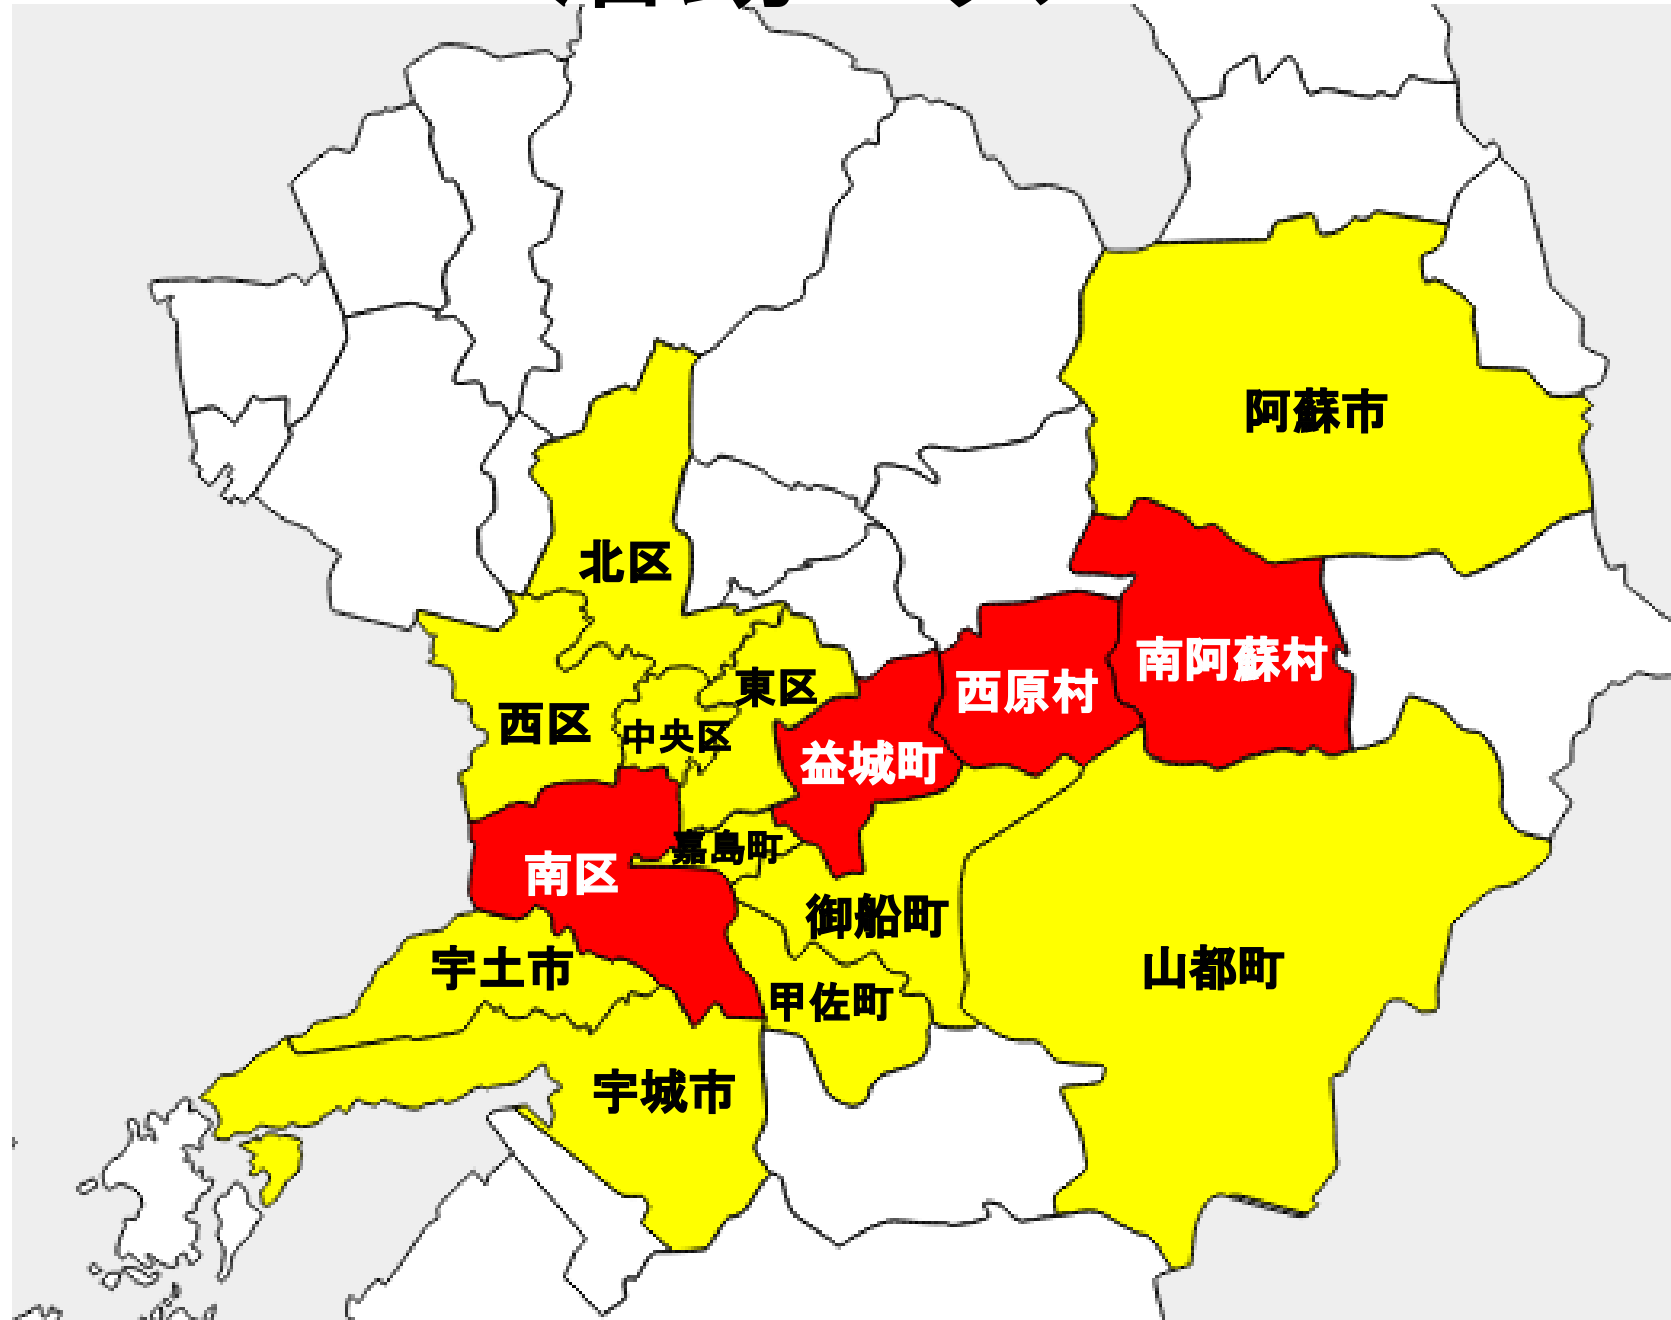 阿蘇市
北区
南阿蘇村
東区
西原村
西区
中央区
益城町
嘉島町
南区
御船町
宇土市
山都町
甲佐町
宇城市